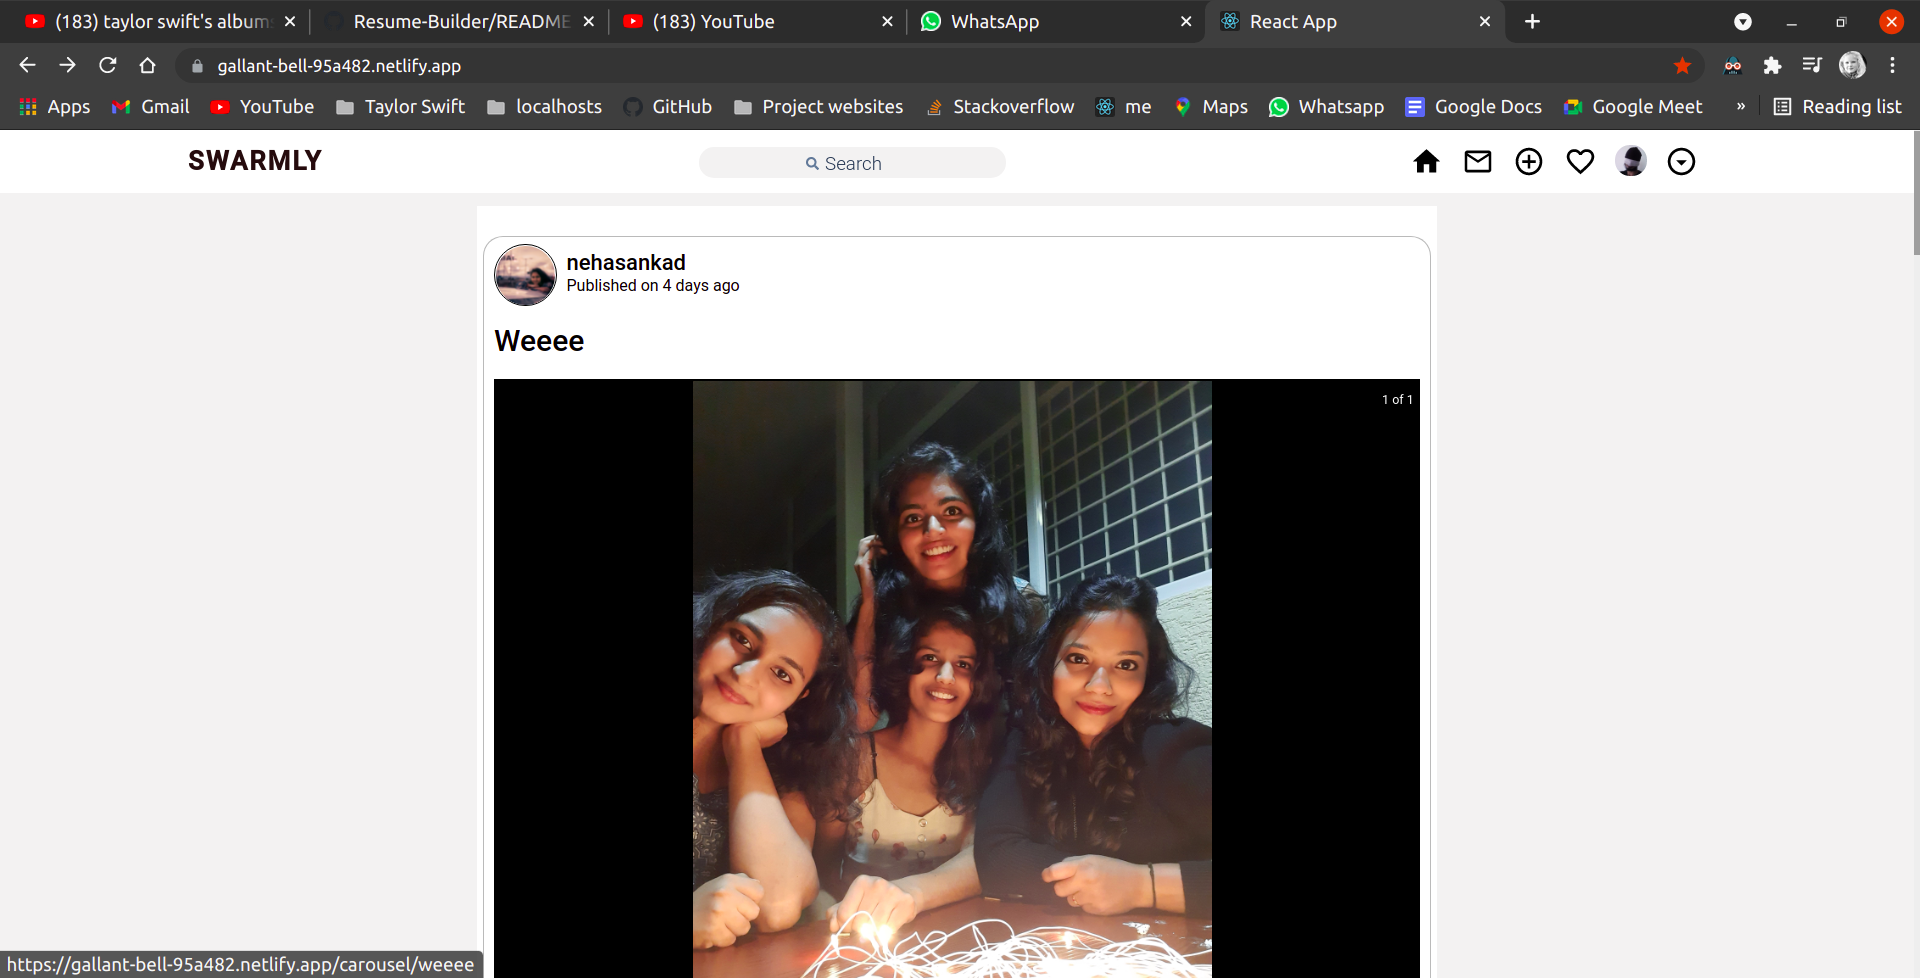 (183) taylor swift's albums
Resume-Builder/README
(183) YouTube
WhatsApp
React App
gallant-bell-95a482.netlify.app
Apps
Gmail
YouTube
Taylor Swift
localhosts
GitHub
Project websites
Stackoverflow
me
Maps
Whatsapp
Google Docs
Google Meet
»
Reading list
SWARMLY
Search
nehasankad
Published on 4 days ago
Weeee
1 of 1
https://gallant-bell-95a482.netlify.app/carousel/weeee